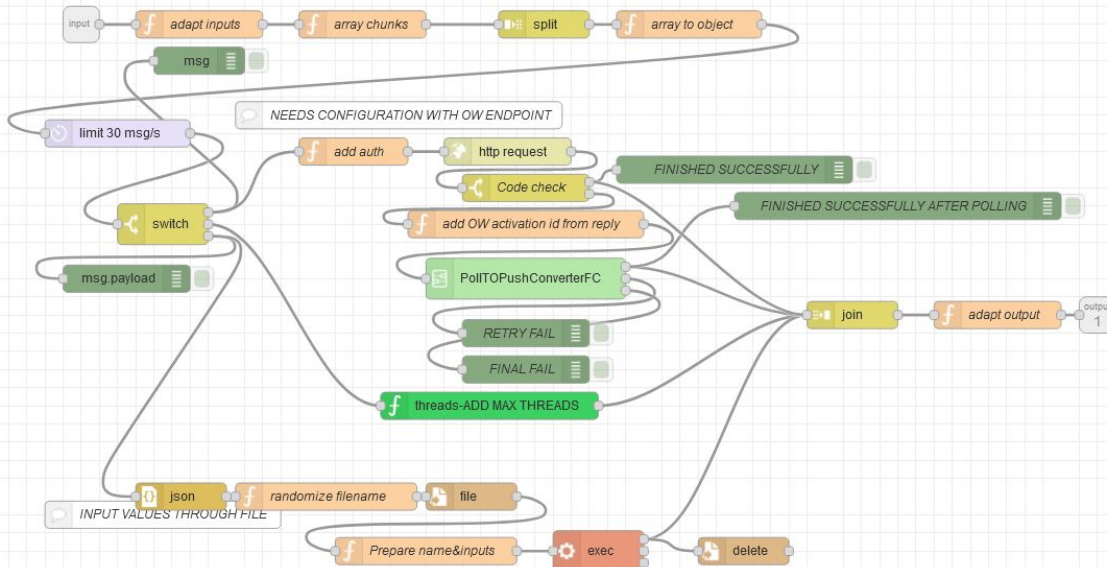 input
adapt inputs
array chunks
split
array to object
msg
NEEDS CONFIGURATION WITH OW ENDPOINT
limit 30 msg/s
add auth
http request
FINISHED SUCCESSFULLY
Code check
FINISHED SUCCESSFULLY AFTER POLLING
switch
add OW activation id from reply
msg.payload
PollTOPushConverterFC
join
adapt output
output
1
RETRY FAIL
FINAL FAIL
threads-ADD MAX THREADS
json
randomize filename
file
INPUT VALUES THROUGH FILE
Prepare name&inputs
exec
delete